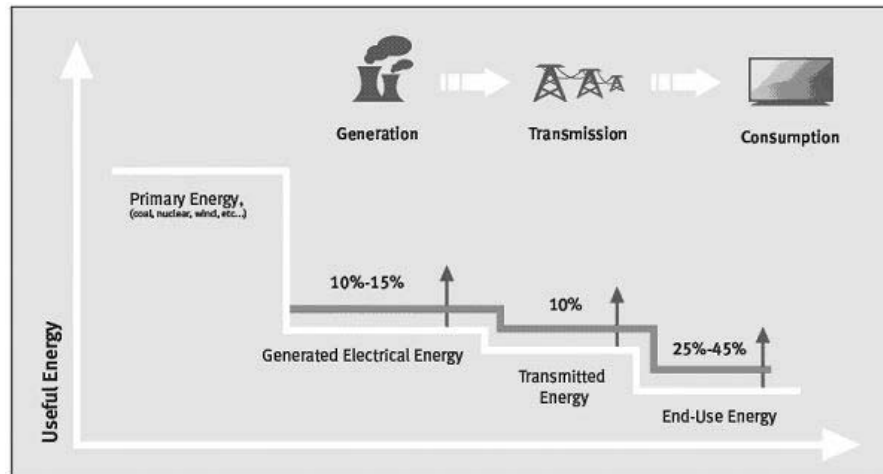 Generation
Transmission
Consumption
Primary Energy,
(coal, nuclear, wind, etc...)
10%-15%
10%
25%-45%
Generated Electrical Energy
Transmitted
Energy
End-Use Energy
Useful Energy